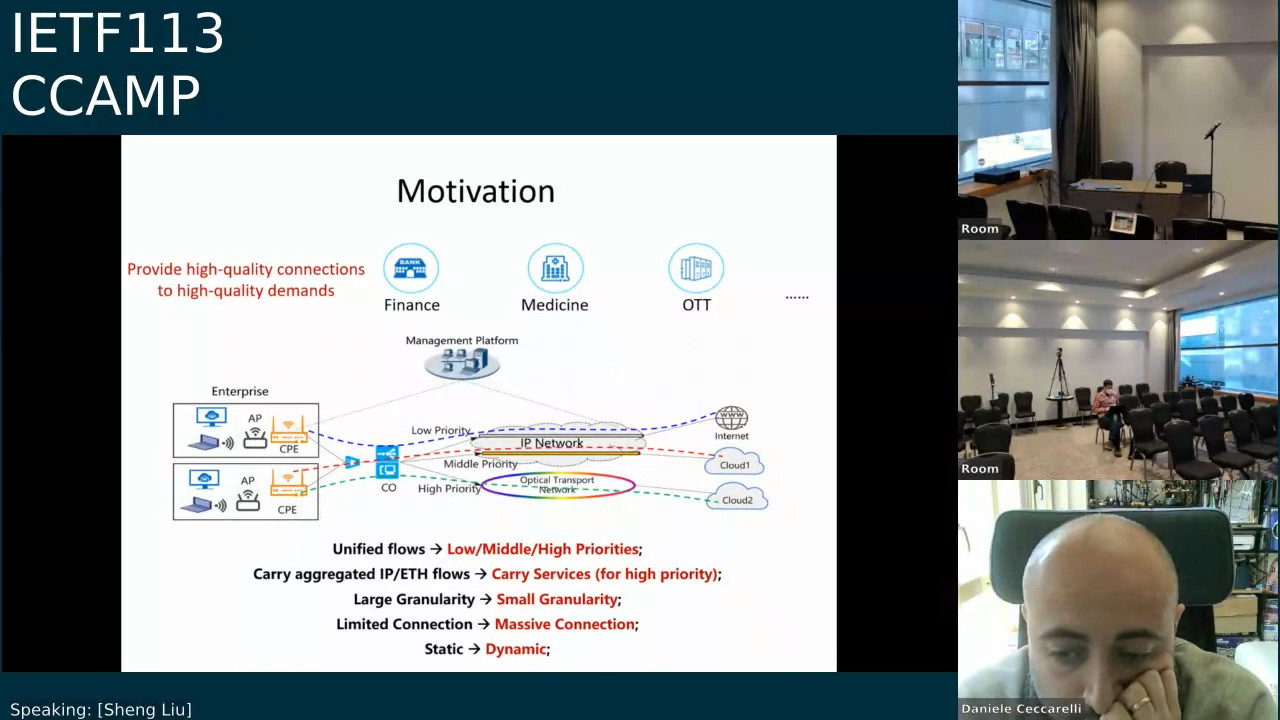 IETF113
CCAMP
Motivation
Provide high-quality connections
to high-quality demands
BANK
Finance
Medicine
OTT
......
Management Platform
Enterprise
AP
CPE
AP
CPE
CO
Low Priority
Middle Priority
High Priority
IP Network
Optical Transport
Network
WWW
Internet
Cloud1
Cloud2
Unified flows → Low/Middle/High Priorities;
Carry aggregated IP/ETH flows → Carry Services (for high priority);
Large Granularity → Small Granularity;
Limited Connection → Massive Connection;
Static → Dynamic;
Speaking: [Sheng Liu]
Room
Room
Daniele Ceccarelli